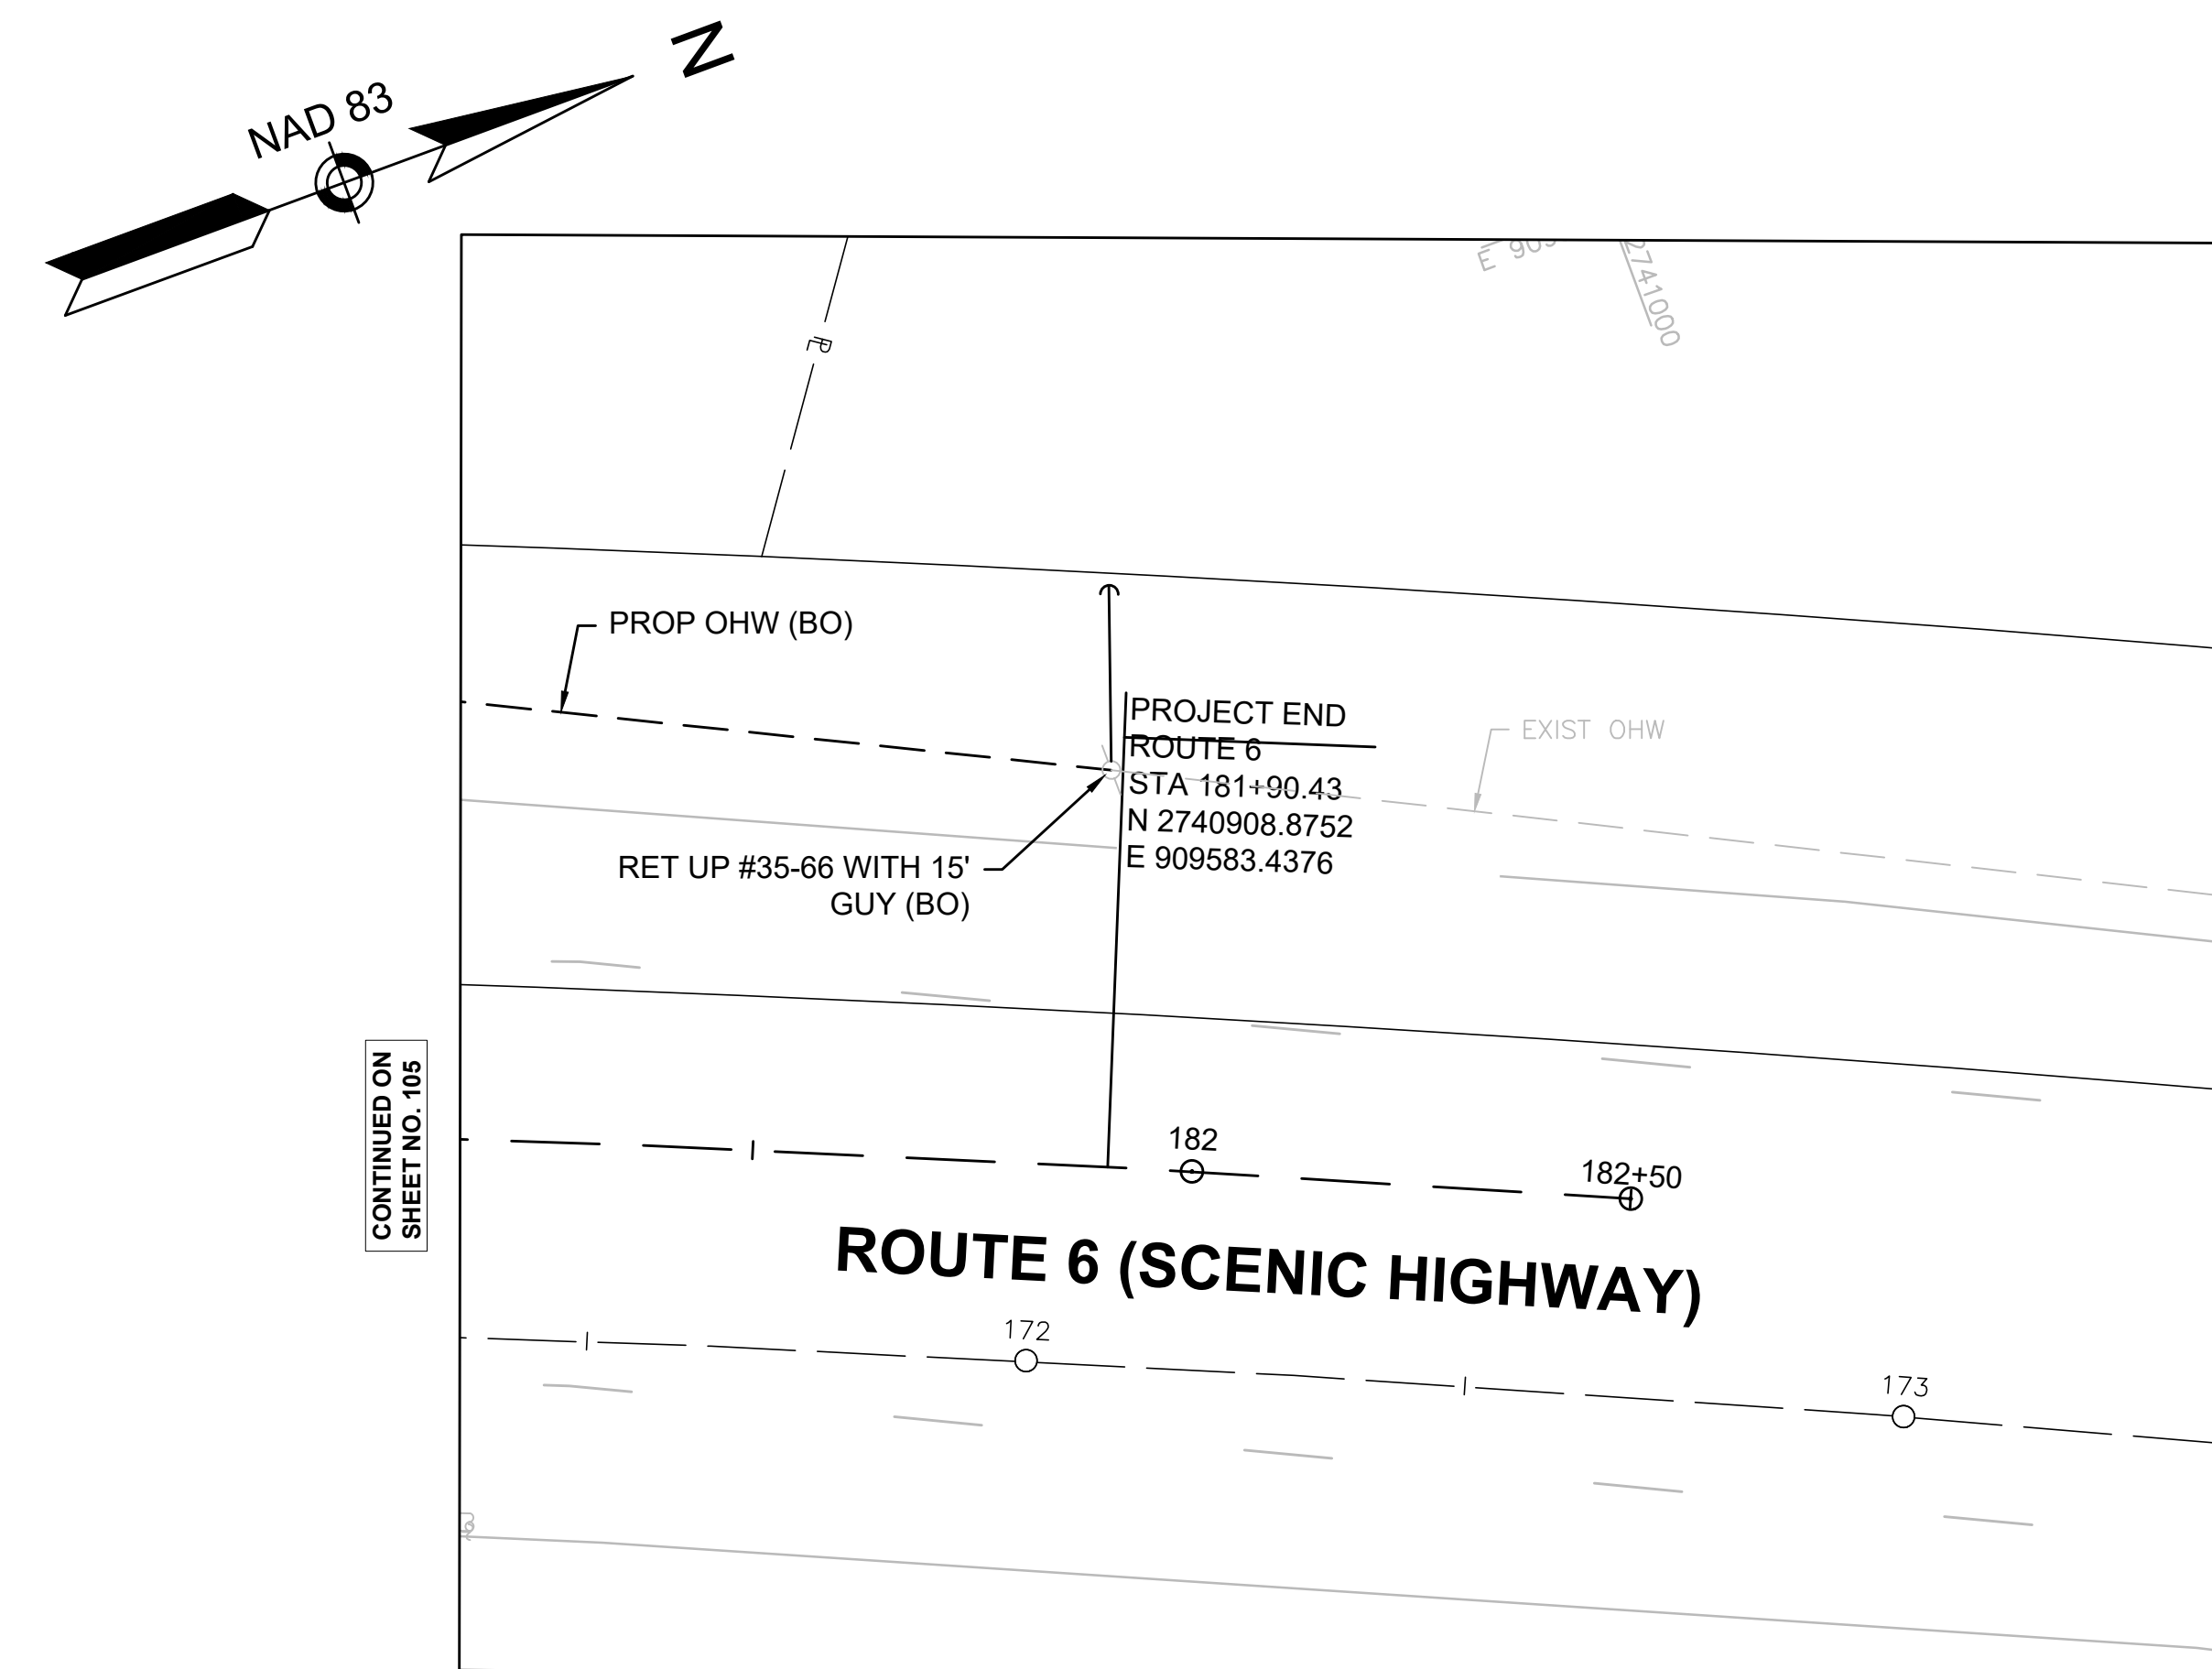 N
NAD 83
2741000
PROP OHW (BO)
PROJECT END
ROUTE 6
STA 181+90.43
N 2740908.8752
E 909583.4376
EXIST OHW
RET UP #35-66 WITH 15'
GUY (BO)
CONTINUED ON
SHEET NO. 105
182
182+50
ROUTE 6 (SCENIC HIGHWAY)
172
173